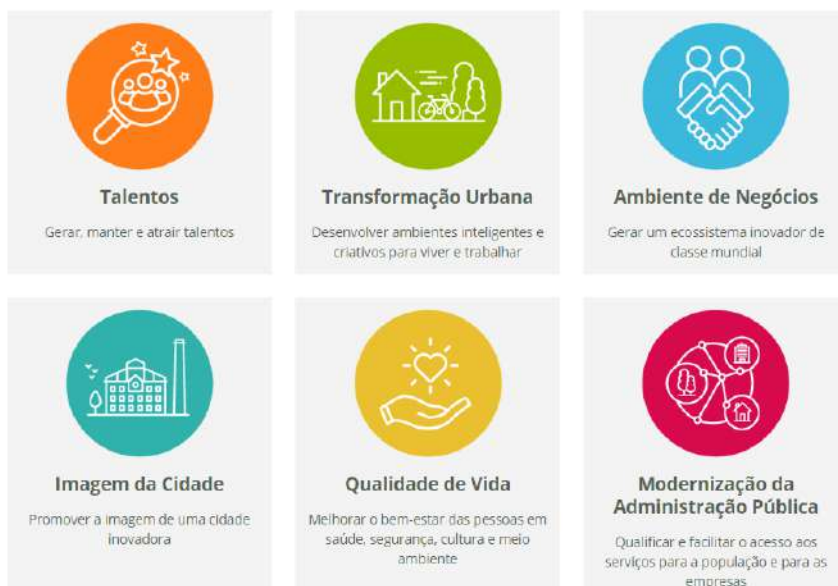 Talentos
Gerar, manter e atrair talentos
Transformação Urbana
Desenvolver ambientes inteligentes e
criativos para viver e trabalhar
Ambiente de Negócios
Gerar um ecossistema inovador de
classe mundial
Imagem da Cidade
Promover a imagem de uma cidade
inovadora
Qualidade de Vida
Melhorar o bem-estar das pessoas em
saúde, segurança, cultura e meio
ambiente
Modernização da
Administração Pública
Qualificar e facilitar o acesso aos
serviços para a população e para as
empresas